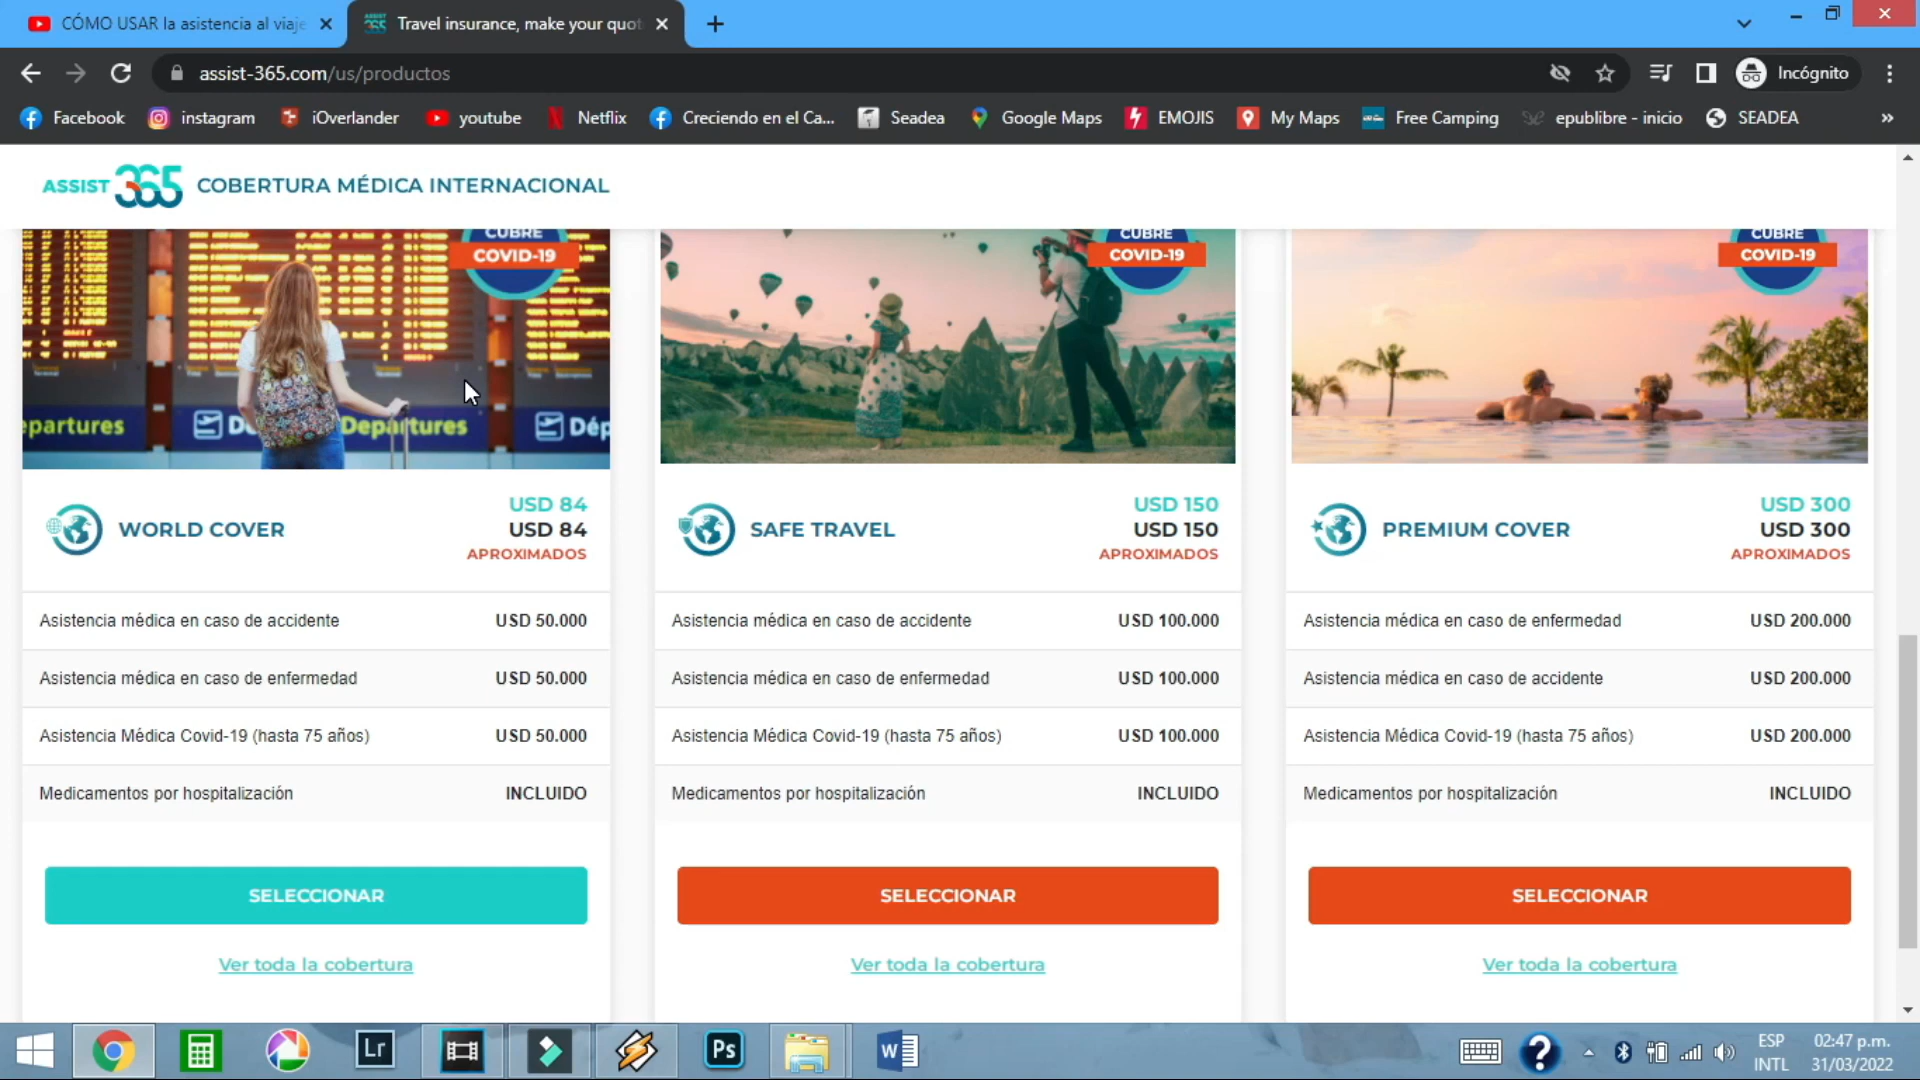 CÓMO USAR la asistencia al viaje
Travel insurance, make your quot
assist-365.com/us/productos
Incógnito
Facebook
instagram
iOverlander
youtube
Netflix
Creciendo en el Ca...
Seadea
Google Maps
EMOJIS
My Maps
Free Camping
epublibre - inicio
SEADEA
»
ASSIST 365 COBERTURA MÉDICA INTERNACIONAL
CUBRE
COVID-19
partures
Departures
Dép
CUBRE
COVID-19
CUBRE
COVID-19
WORLD COVER
USD 84
USD 84
APROXIMADOS
Asistencia médica en caso de accidente USD 50.000
Asistencia médica en caso de enfermedad USD 50.000
Asistencia Médica Covid-19 (hasta 75 años) USD 50.000
Medicamentos por hospitalización INCLUIDO
SELECCIONAR
Ver toda la cobertura
SAFE TRAVEL
USD 150
USD 150
APROXIMADOS
Asistencia médica en caso de accidente USD 100.000
Asistencia médica en caso de enfermedad USD 100.000
Asistencia Médica Covid-19 (hasta 75 años) USD 100.000
Medicamentos por hospitalización INCLUIDO
SELECCIONAR
Ver toda la cobertura
PREMIUM COVER
USD 300
USD 300
APROXIMADOS
Asistencia médica en caso de enfermedad USD 200.000
Asistencia médica en caso de accidente USD 200.000
Asistencia Médica Covid-19 (hasta 75 años) USD 200.000
Medicamentos por hospitalización INCLUIDO
SELECCIONAR
Ver toda la cobertura
Lr
Ps
W
?
ESP
INTL
02:47 p.m.
31/03/2022